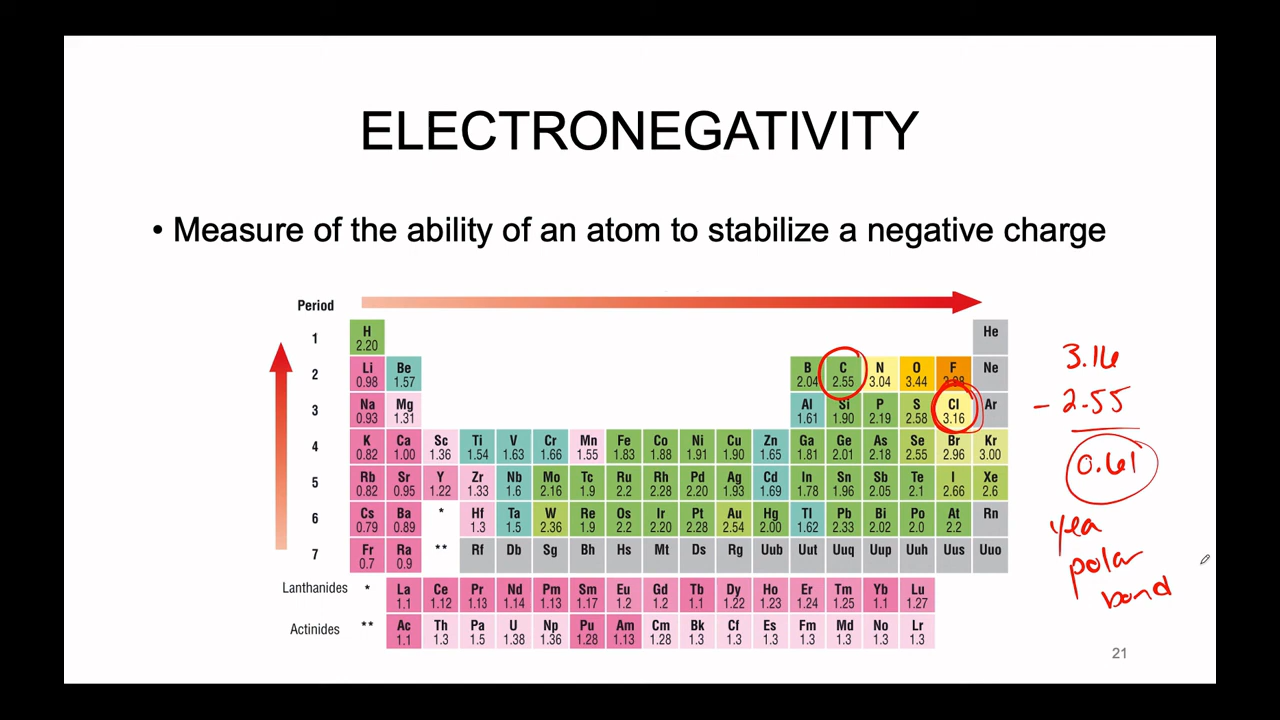 ELECTRONEGATIVITY
• Measure of the ability of an atom to stabilize a negative charge
Period
1 H He
2.20
2 Li Be B C N O F Ne
0.98 1.57 2.04 2.55 3.04 3.44 3.98
3 Na Mg Al Si P S Cl Ar
0.93 1.31 1.61 1.90 2.19 2.58 3.16
4 K Ca Sc Ti V Cr Mn Fe Co Ni Cu Zn Ga Ge As Se Br Kr
0.82 1.00 1.36 1.54 1.63 1.66 1.55 1.83 1.88 1.91 1.90 1.65 1.81 2.01 2.18 2.55 2.96 3.00
5 Rb Sr Y Zr Nb Mo Tc Ru Rh Pd Ag Cd In Sn Sb Te I Xe
0.82 0.95 1.22 1.33 1.6 2.16 1.9 2.2 2.28 2.20 1.93 1.69 1.78 1.96 2.05 2.1 2.66 2.6
6 Cs Ba * Hf Ta W Re Os Ir Pt Au Hg Tl Pb Bi Po At Rn
0.79 0.89 1.3 1.5 2.36 1.9 2.2 2.20 2.28 2.54 2.00 1.62 2.33 2.02 2.0 2.2
7 Fr Ra ** Rf Db Sg Bh Hs Mt Ds Rg Uub Uut Uuq Uup Uuh Uus Uuo
0.7 0.9
Lanthanides * La Ce Pr Nd Pm Sm Eu Gd Tb Dy Ho Er Tm Yb Lu
1.1 1.12 1.13 1.14 1.13 1.17 1.2 1.2 1.1 1.22 1.23 1.24 1.25 1.1 1.27
Actinides ** Ac Th Pa U Np Pu Am Cm Bk Cf Es Fm Md No Lr
1.1 1.3 1.5 1.38 1.36 1.28 1.13 1.28 1.3 1.3 1.3 1.3 1.3 1.3 1.3
3.16
- 2.55
0.61
yea
polar
bond
21